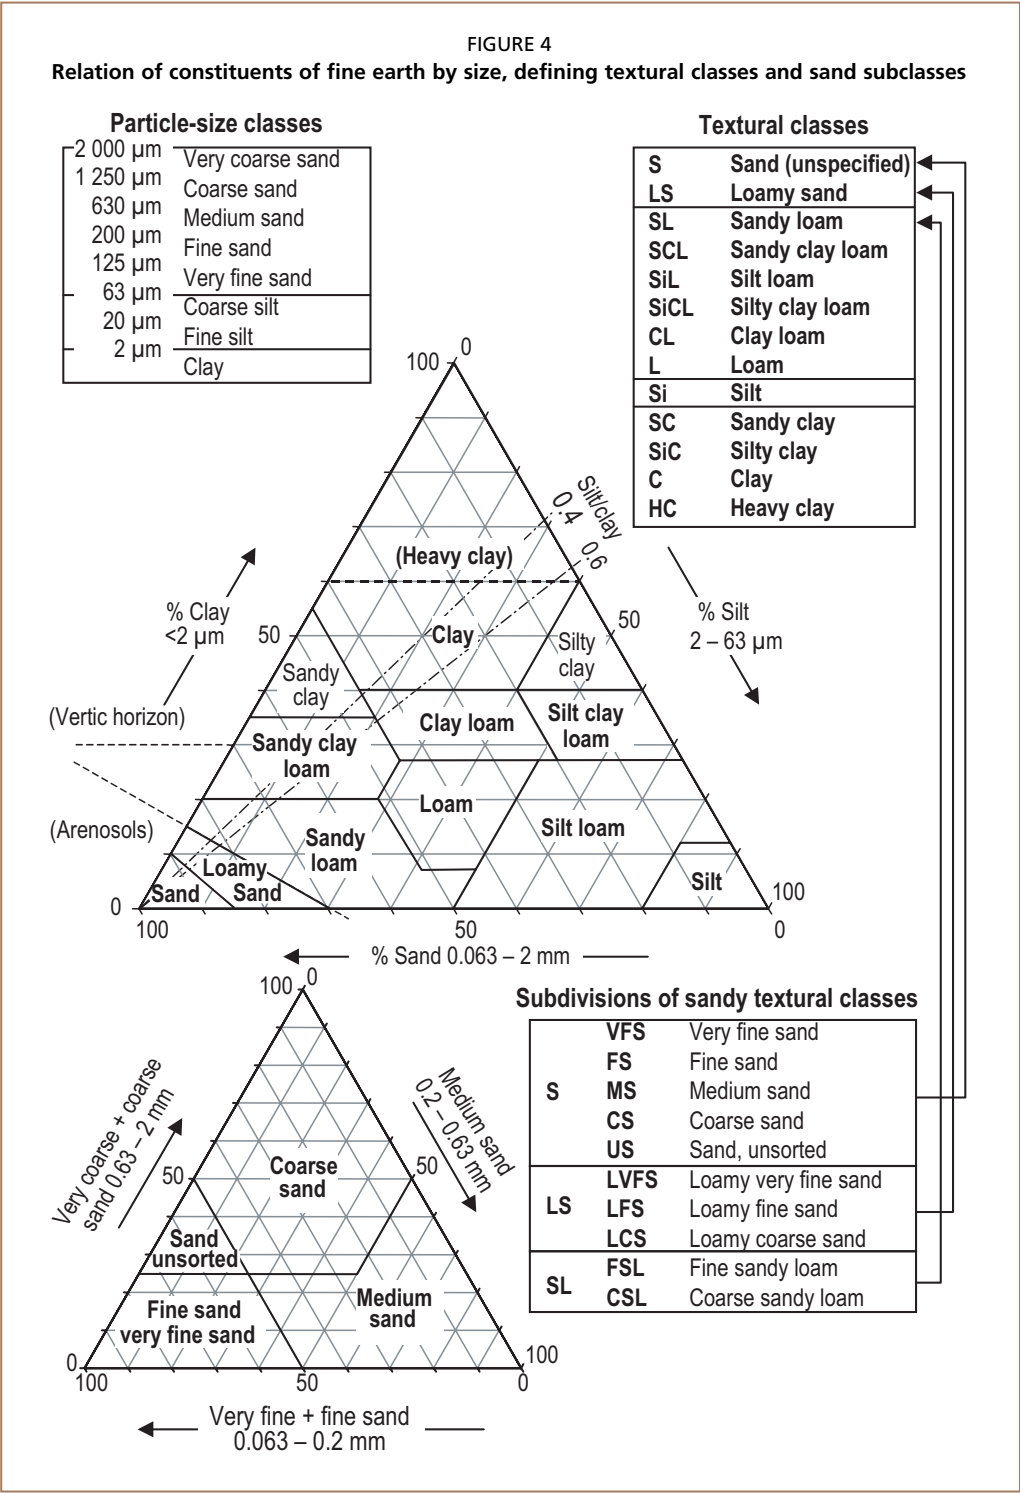 FIGURE 4
Relation of constituents of fine earth by size, defining textural classes and sand subclasses
Particle-size classes
2 000 µm
Very coarse sand
1 250 µm
Coarse sand
630 µm
Medium sand
200 µm
Fine sand
125 µm
Very fine sand
63 µm
Coarse silt
20 µm
Fine silt
2 µm
Clay
Textural classes
S Sand (unspecified)
LS Loamy sand
SL Sandy loam
SCL Sandy clay loam
SiL Silt loam
SiCL Silty clay loam
CL Clay loam
L Loam
Si Silt
SC Sandy clay
SiC Silty clay
C Clay
HC Heavy clay
100
0
Silt/clay
0.4
0.6
(Heavy clay)
% Clay
<2 µm
50
Clay
Silty
clay
50
% Silt
2 – 63 µm
Sandy
clay
(Vertic horizon)
Clay loam
Silt clay
loam
Sandy clay
loam
(Arenosols)
Loam
Silt loam
Sandy
loam
Loamy
Sand
Sand
Silt
0
100
100
50
0
% Sand 0.063 – 2 mm
100
0
Very coarse + coarse
sand 0.63 – 2 mm
Medium sand
0.2 – 0.63 mm
50
50
Coarse
sand
Sand
unsorted
Fine sand
very fine sand
Medium
sand
0
100
100
50
0
Very fine + fine sand
0.063 – 0.2 mm
Subdivisions of sandy textural classes
VFS Very fine sand
FS Fine sand
S MS Medium sand
CS Coarse sand
US Sand, unsorted
LVFS Loamy very fine sand
LS LFS Loamy fine sand
LCS Loamy coarse sand
FSL Fine sandy loam
SL
CSL Coarse sandy loam